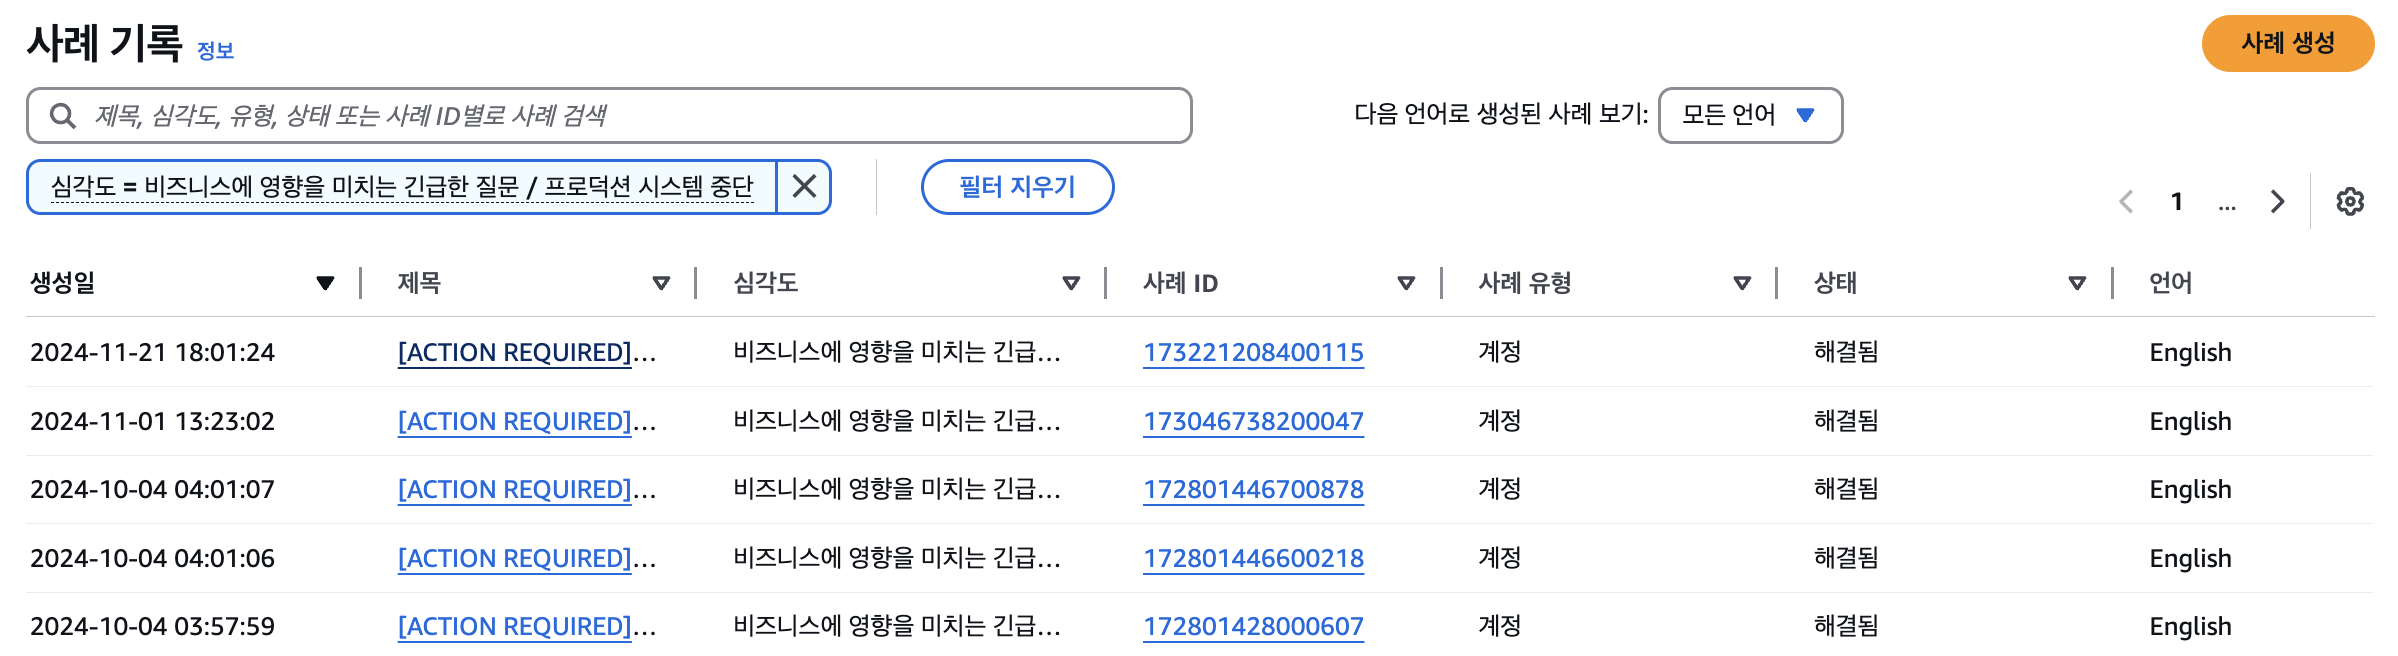 사례 기록 정보
사례 생성
제목, 심각도, 유형, 상태 또는 사례 ID별로 사례 검색
다음 언어로 생성된 사례 보기: 모든 언어
심각도 = 비즈니스에 영향을 미치는 긴급한 질문 / 프로덕션 시스템 중단
필터 지우기
1 ...
생성일 제목 심각도 사례 ID 사례 유형 상태 언어
2024-11-21 18:01:24 [ACTION REQUIRED]... 비즈니스에 영향을 미치는 긴급... 173221208400115 계정 해결됨 English
2024-11-01 13:23:02 [ACTION REQUIRED]... 비즈니스에 영향을 미치는 긴급... 173046738200047 계정 해결됨 English
2024-10-04 04:01:07 [ACTION REQUIRED]... 비즈니스에 영향을 미치는 긴급... 172801446700878 계정 해결됨 English
2024-10-04 04:01:06 [ACTION REQUIRED]... 비즈니스에 영향을 미치는 긴급... 172801446600218 계정 해결됨 English
2024-10-04 03:57:59 [ACTION REQUIRED]... 비즈니스에 영향을 미치는 긴급... 172801428000607 계정 해결됨 English